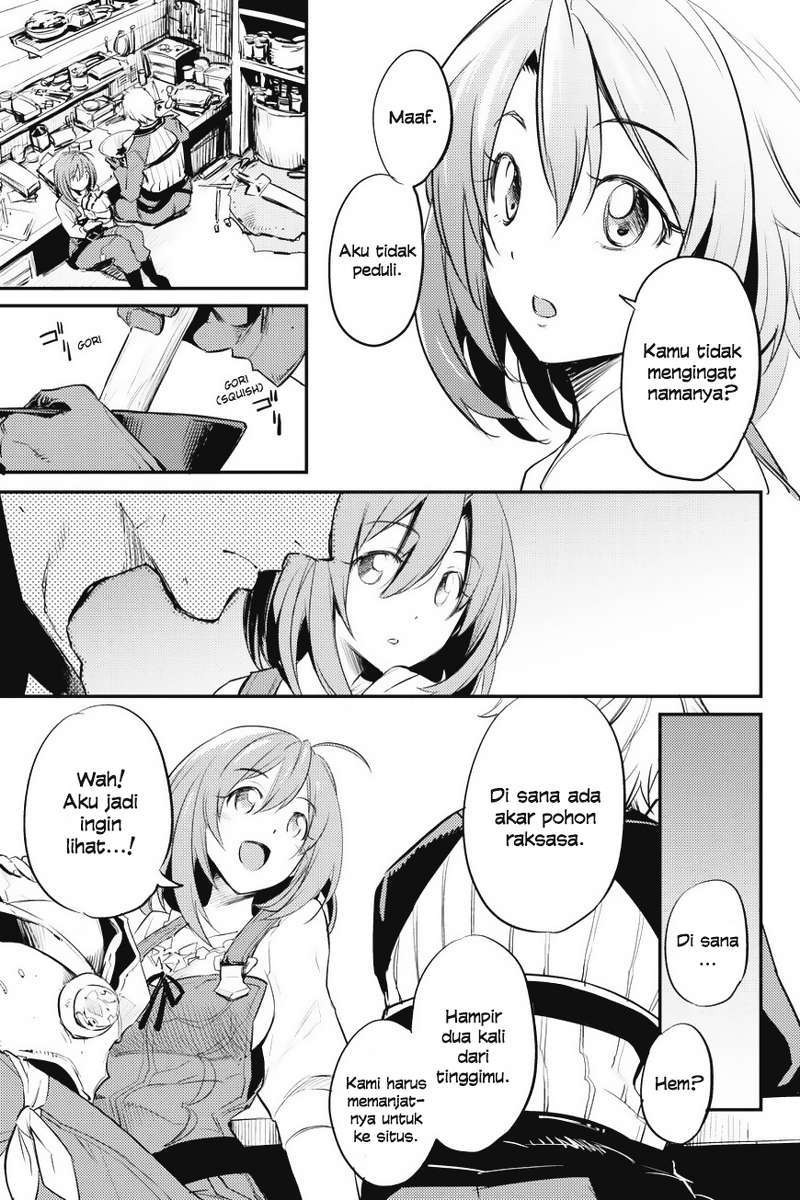 Kamu tidak
mengingat
namanya?
Maaf.
Aku tidak
peduli.
ゴリ
GORI
GORI
(SQUISH)
ゴリ
Di sana
...
Hem?
Di sana ada
akar pohon
raksasa.
Hampir
dua kali
dari
tinggimu.
Kami harus
memanjat-
nya untuk
ke situs.
Wah!
Aku jadi
ingin
lihat...!